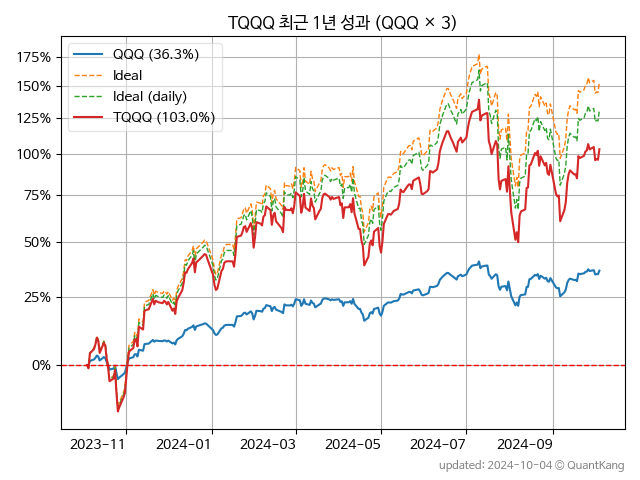 TQQQ 최근 1년 성과 (QQQ × 3)
175%
150%
125%
100%
75%
50%
25%
0%
QQQ (36.3%)
Ideal
Ideal (daily)
TQQQ (103.0%)
2023-11
2024-01
2024-03
2024-05
2024-07
2024-09
updated: 2024-10-04 © QuantKang